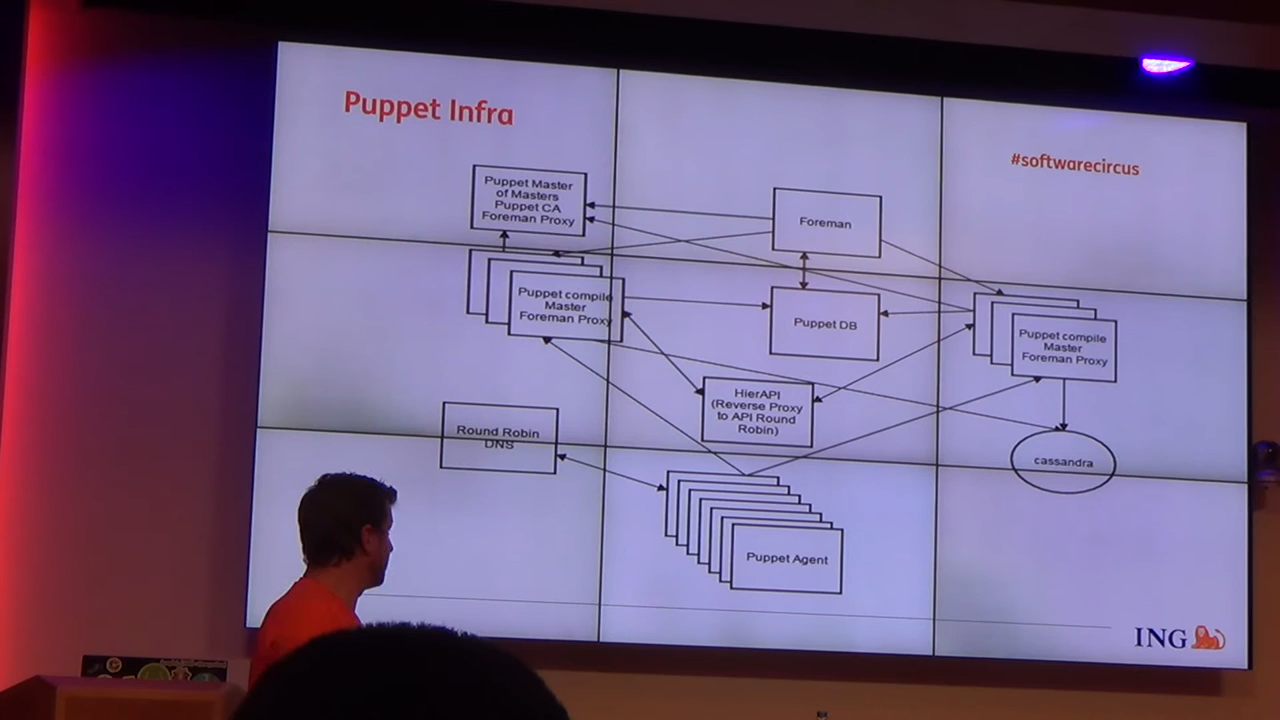 Puppet Infra
#softwarecircus
Puppet Master
of Masters
Puppet CA
Foreman Proxy
Foreman
Puppet compile
Master
Foreman Proxy
Puppet DB
Puppet compile
Master
Foreman Proxy
HierAPI
(Reverse Proxy
to API Round
Robin)
Round Robin
DNS
cassandra
Puppet Agent
ING